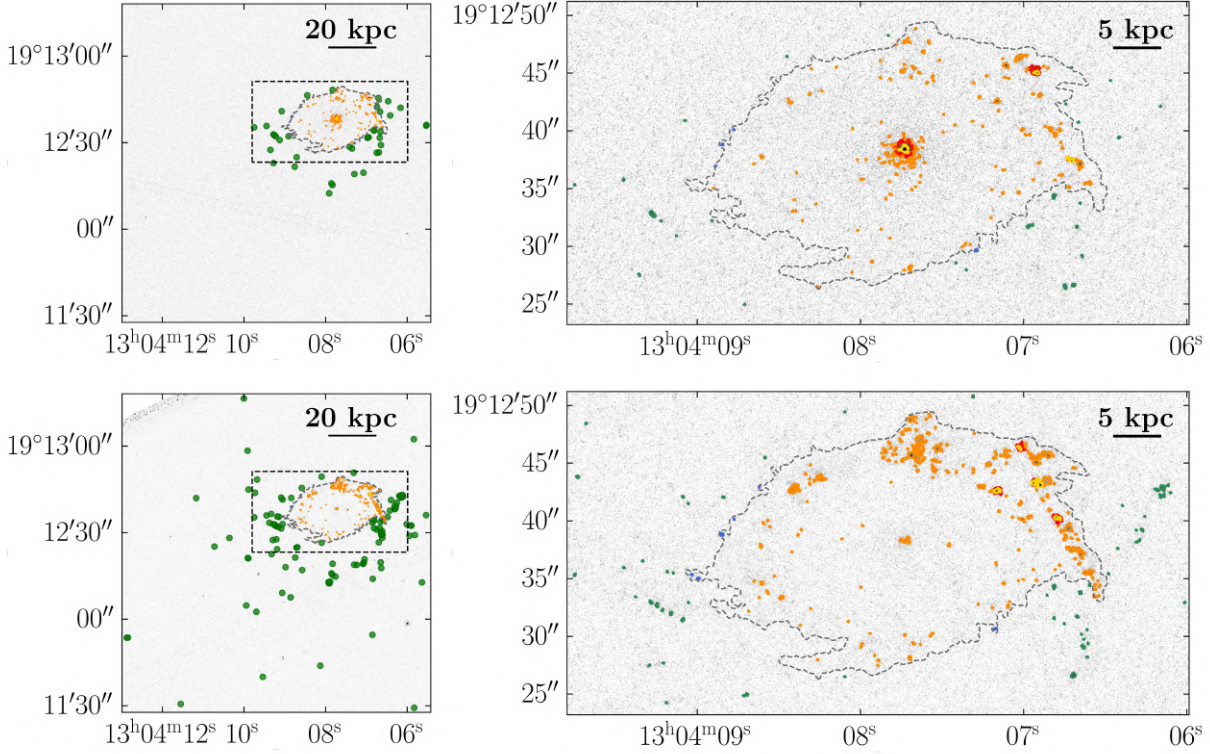 20 kpc
19°13′00″
12′30″
00″
11′30″
13ʰ04ᵐ12ˢ 10ˢ 08ˢ 06ˢ
5 kpc
19°12′50″
45″
40″
35″
30″
25″
13ʰ04ᵐ09ˢ 08ˢ 07ˢ 06ˢ
20 kpc
19°13′00″
12′30″
00″
11′30″
13ʰ04ᵐ12ˢ 10ˢ 08ˢ 06ˢ
5 kpc
19°12′50″
45″
40″
35″
30″
25″
13ʰ04ᵐ09ˢ 08ˢ 07ˢ 06ˢ